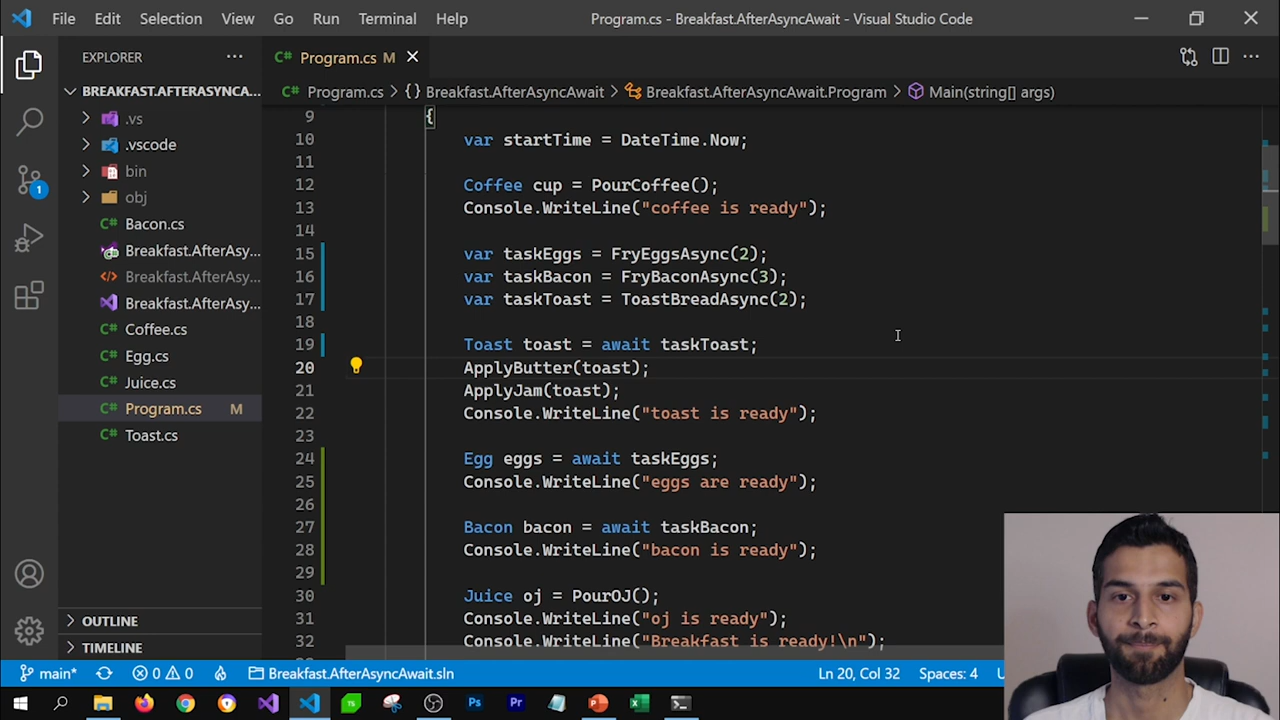 File Edit Selection View Go Run Terminal Help Program.cs - Breakfast.AfterAsyncAwait - Visual Studio Code
EXPLORER ···
C# Program.cs M
BREAKFAST.AFTERASYNCA...
C# Program.cs > {} Breakfast.AfterAsyncAwait > Breakfast.AfterAsyncAwait.Program > Main(string[] args)
.vs
.vscode
bin
obj
C# Bacon.cs
Breakfast.AfterAsy...
<> Breakfast.AfterAsy...
Breakfast.AfterAsy...
C# Coffee.cs
C# Egg.cs
C# Juice.cs
C# Program.cs M
C# Toast.cs
OUTLINE
TIMELINE
1
9 {
10 var startTime = DateTime.Now;
11
12 Coffee cup = PourCoffee();
13 Console.WriteLine("coffee is ready");
14
15 var taskEggs = FryEggsAsync(2);
16 var taskBacon = FryBaconAsync(3);
17 var taskToast = ToastBreadAsync(2);
18
19 Toast toast = await taskToast;
20 ApplyButter(toast);
21 ApplyJam(toast);
22 Console.WriteLine("toast is ready");
23
24 Egg eggs = await taskEggs;
25 Console.WriteLine("eggs are ready");
26
27 Bacon bacon = await taskBacon;
28 Console.WriteLine("bacon is ready");
29
30 Juice oj = PourOJ();
31 Console.WriteLine("oj is ready");
32 Console.WriteLine("Breakfast is ready!\n");
main* 0 0 Breakfast.AfterAsyncAwait.sln Ln 20, Col 32 Spaces: 4
TS Ps Pr